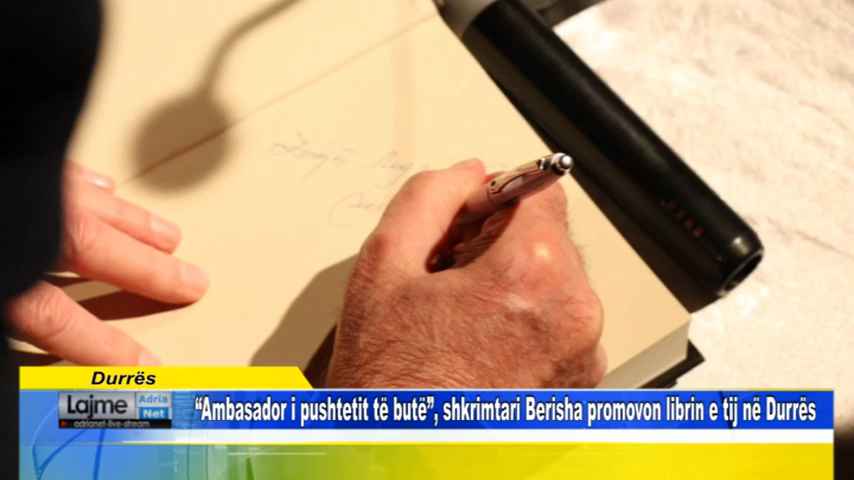 Durrës
Lajme
Adria
Net
adrianet-live-stream
“Ambasador i pushtetit të butë”, shkrimtari Berisha promovon librin e tij në Durrës